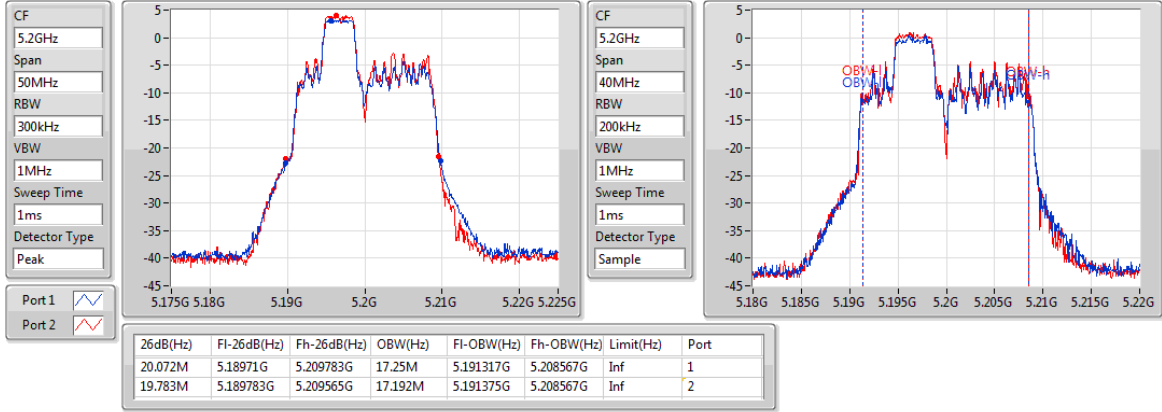 CF
5.2GHz
Span
50MHz
RBW
300kHz
VBW
1MHz
Sweep Time
1ms
Detector Type
Peak
Port 1
Port 2
5
0
-5
-10
-15
-20
-25
-30
-35
-40
-45
5.175G 5.18G 5.19G 5.2G 5.21G 5.22G 5.225G
CF
5.2GHz
Span
40MHz
RBW
200kHz
VBW
1MHz
Sweep Time
1ms
Detector Type
Sample
5
0
-5
-10
-15
-20
-25
-30
-35
-40
-45
OBW-l
OBW-l
OBW-h
OBW-h
5.18G 5.185G 5.19G 5.195G 5.2G 5.205G 5.21G 5.215G 5.22G
26dB(Hz) Fl-26dB(Hz) Fh-26dB(Hz) OBW(Hz) Fl-OBW(Hz) Fh-OBW(Hz) Limit(Hz) Port
20.072M 5.18971G 5.209783G 17.25M 5.191317G 5.208567G Inf 1
19.783M 5.189783G 5.209565G 17.192M 5.191375G 5.208567G Inf 2